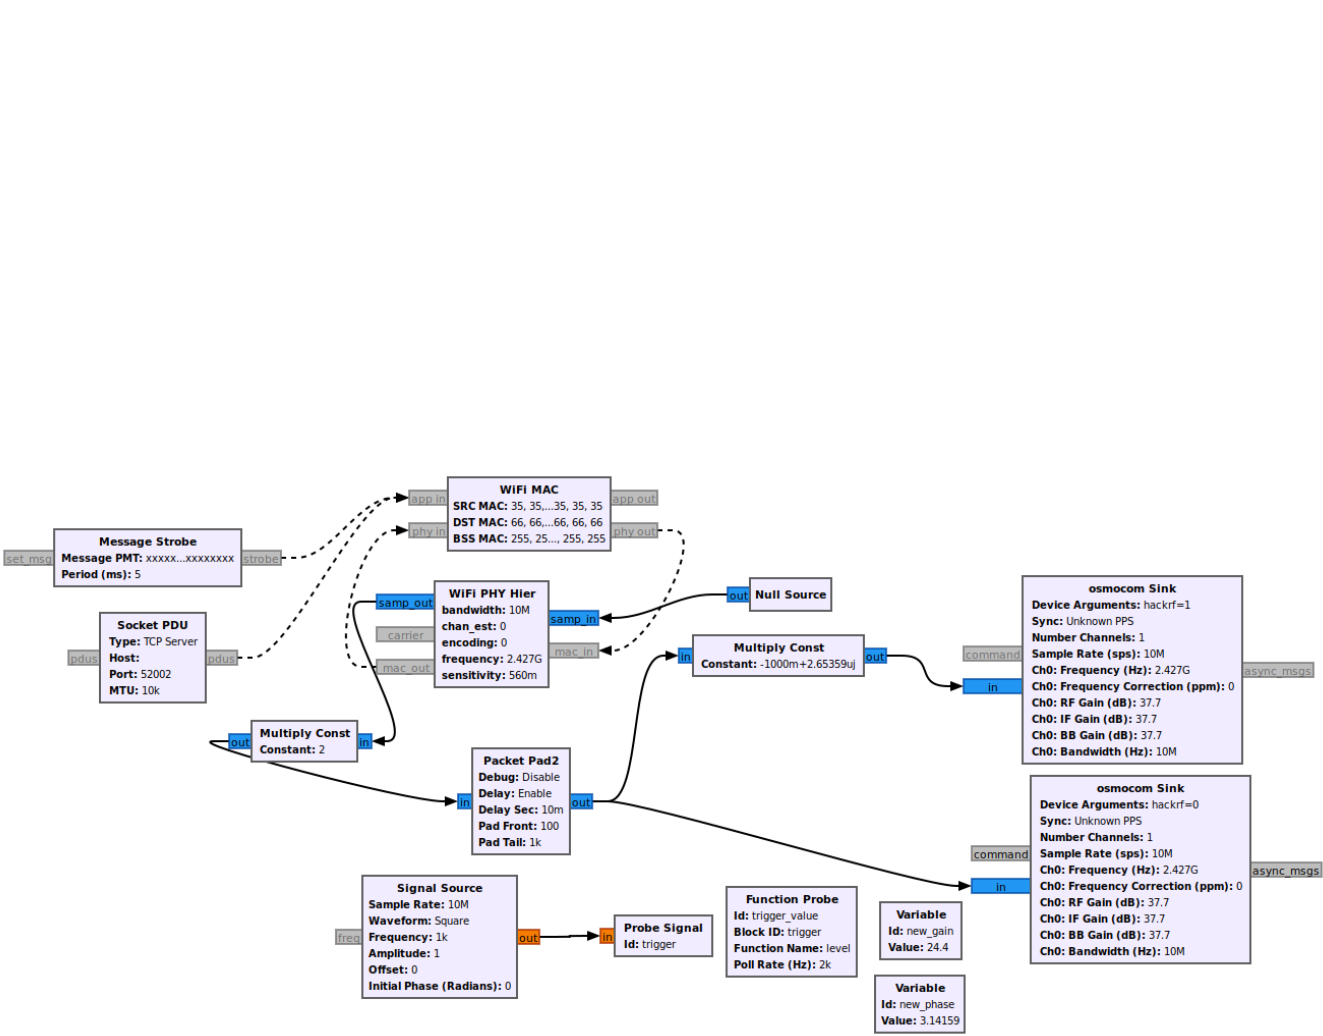 WiFi MAC
SRC MAC: 35, 35,...35, 35, 35
DST MAC: 66, 66,...66, 66, 66
BSS MAC: 255, 25..., 255, 255
app in
phy in
app out
phy out
Message Strobe
Message PMT: xxxxx...xxxxxxxx
Period (ms): 5
set_msg
strobe
Socket PDU
Type: TCP Server
Host:
Port: 52002
MTU: 10k
pdus
pdus
WiFi PHY Hier
bandwidth: 10M
chan_est: 0
encoding: 0
frequency: 2.427G
sensitivity: 560m
samp_out
carrier
mac_out
samp_in
mac_in
out
Null Source
Multiply Const
Constant: -1000m+2.65359uj
in
out
osmocom Sink
Device Arguments: hackrf=1
Sync: Unknown PPS
Number Channels: 1
Sample Rate (sps): 10M
Ch0: Frequency (Hz): 2.427G
Ch0: Frequency Correction (ppm): 0
Ch0: RF Gain (dB): 37.7
Ch0: IF Gain (dB): 37.7
Ch0: BB Gain (dB): 37.7
Ch0: Bandwidth (Hz): 10M
command
in
async_msgs
Multiply Const
Constant: 2
out
in
Packet Pad2
Debug: Disable
Delay: Enable
Delay Sec: 10m
Pad Front: 100
Pad Tail: 1k
in
out
osmocom Sink
Device Arguments: hackrf=0
Sync: Unknown PPS
Number Channels: 1
Sample Rate (sps): 10M
Ch0: Frequency (Hz): 2.427G
Ch0: Frequency Correction (ppm): 0
Ch0: RF Gain (dB): 37.7
Ch0: IF Gain (dB): 37.7
Ch0: BB Gain (dB): 37.7
Ch0: Bandwidth (Hz): 10M
command
in
async_msgs
Signal Source
Sample Rate: 10M
Waveform: Square
Frequency: 1k
Amplitude: 1
Offset: 0
Initial Phase (Radians): 0
freq
out
in
Probe Signal
Id: trigger
Function Probe
Id: trigger_value
Block ID: trigger
Function Name: level
Poll Rate (Hz): 2k
Variable
Id: new_gain
Value: 24.4
Variable
Id: new_phase
Value: 3.14159